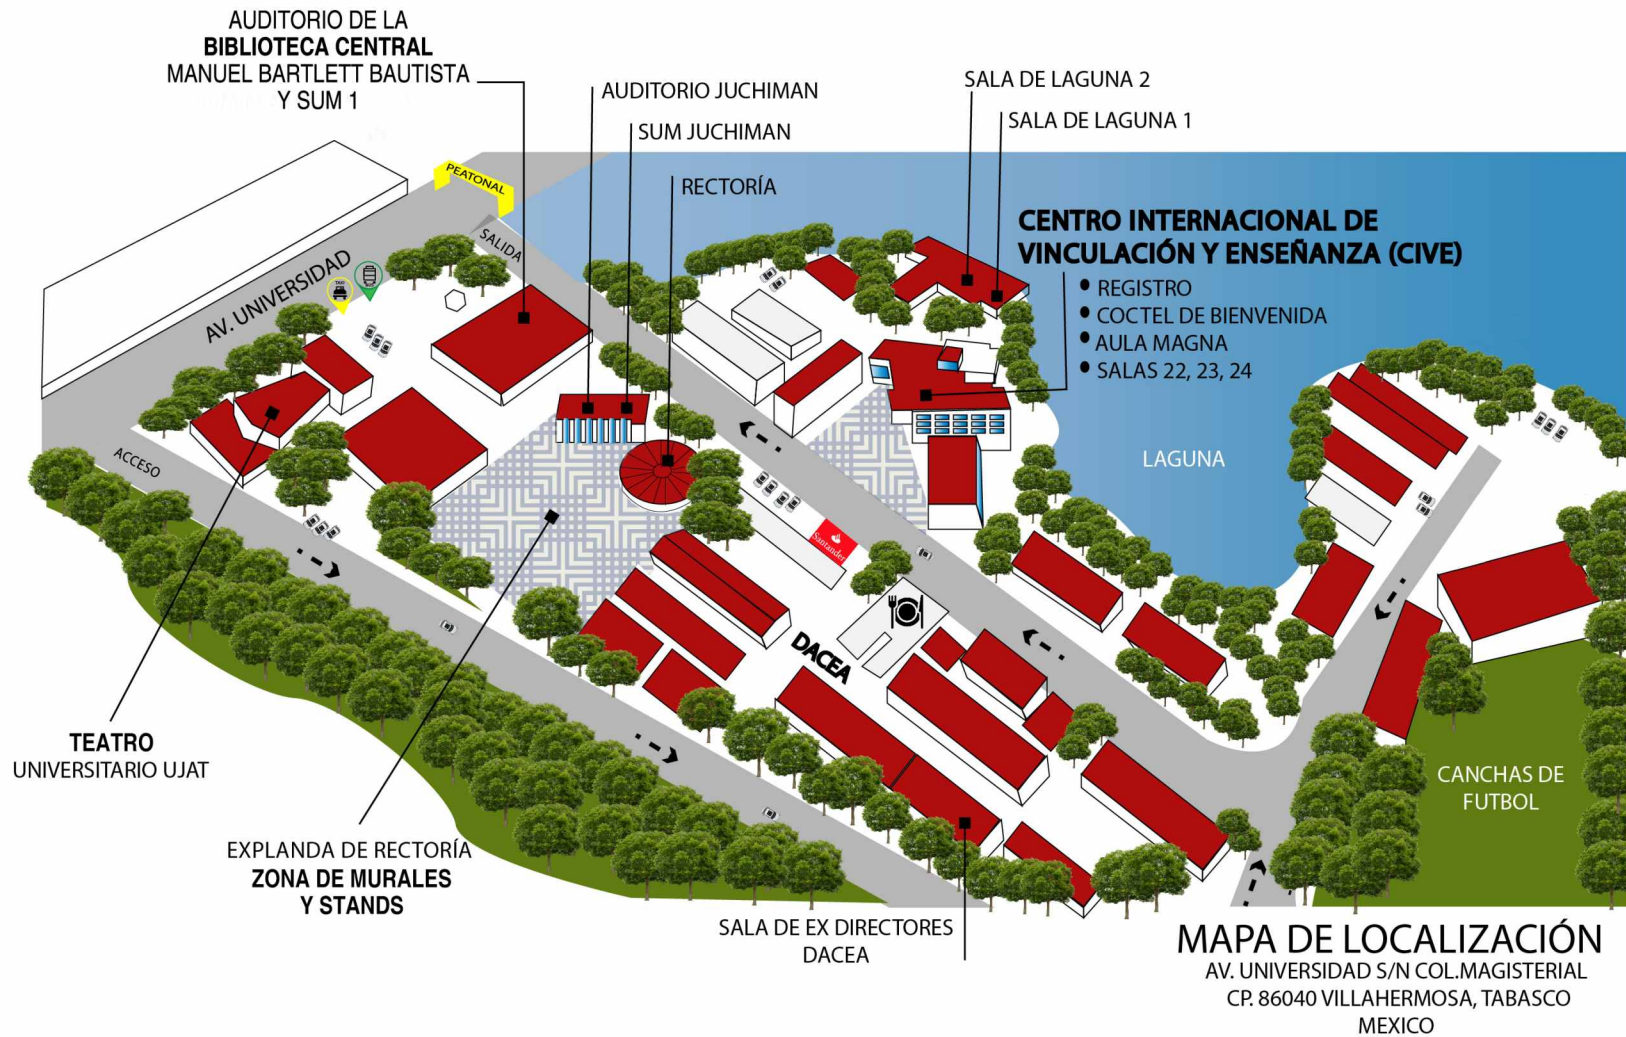 AUDITORIO DE LA
BIBLIOTECA CENTRAL
MANUEL BARTLETT BAUTISTA
Y SUM 1
AUDITORIO JUCHIMAN
SUM JUCHIMAN
RECTORÍA
SALA DE LAGUNA 2
SALA DE LAGUNA 1
CENTRO INTERNACIONAL DE
VINCULACIÓN Y ENSEÑANZA (CIVE)
• REGISTRO
• COCTEL DE BIENVENIDA
• AULA MAGNA
• SALAS 22, 23, 24
PEATONAL
SALIDA
AV. UNIVERSIDAD
TAXI
ACCESO
LAGUNA
Santander
DACEA
TEATRO
UNIVERSITARIO UJAT
EXPLANDA DE RECTORÍA
ZONA DE MURALES
Y STANDS
SALA DE EX DIRECTORES
DACEA
CANCHAS DE
FUTBOL
MAPA DE LOCALIZACIÓN
AV. UNIVERSIDAD S/N COL.MAGISTERIAL
CP. 86040 VILLAHERMOSA, TABASCO
MEXICO